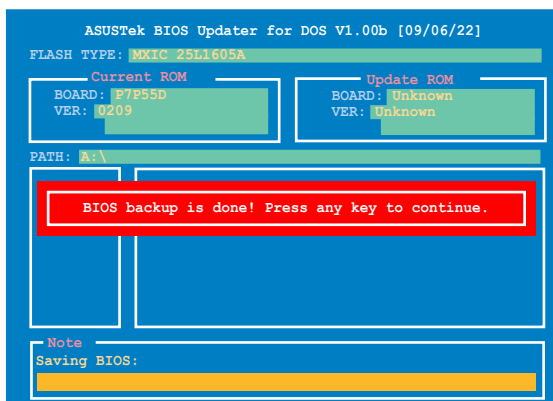 ASUSTek BIOS Updater for DOS V1.00b [09/06/22]
FLASH TYPE: MXIC 25L1605A
Current ROM
BOARD: P7P55D
VER: 0209
Update ROM
BOARD: Unknown
VER: Unknown
PATH: A:\
BIOS backup is done! Press any key to continue.
Note
Saving BIOS: